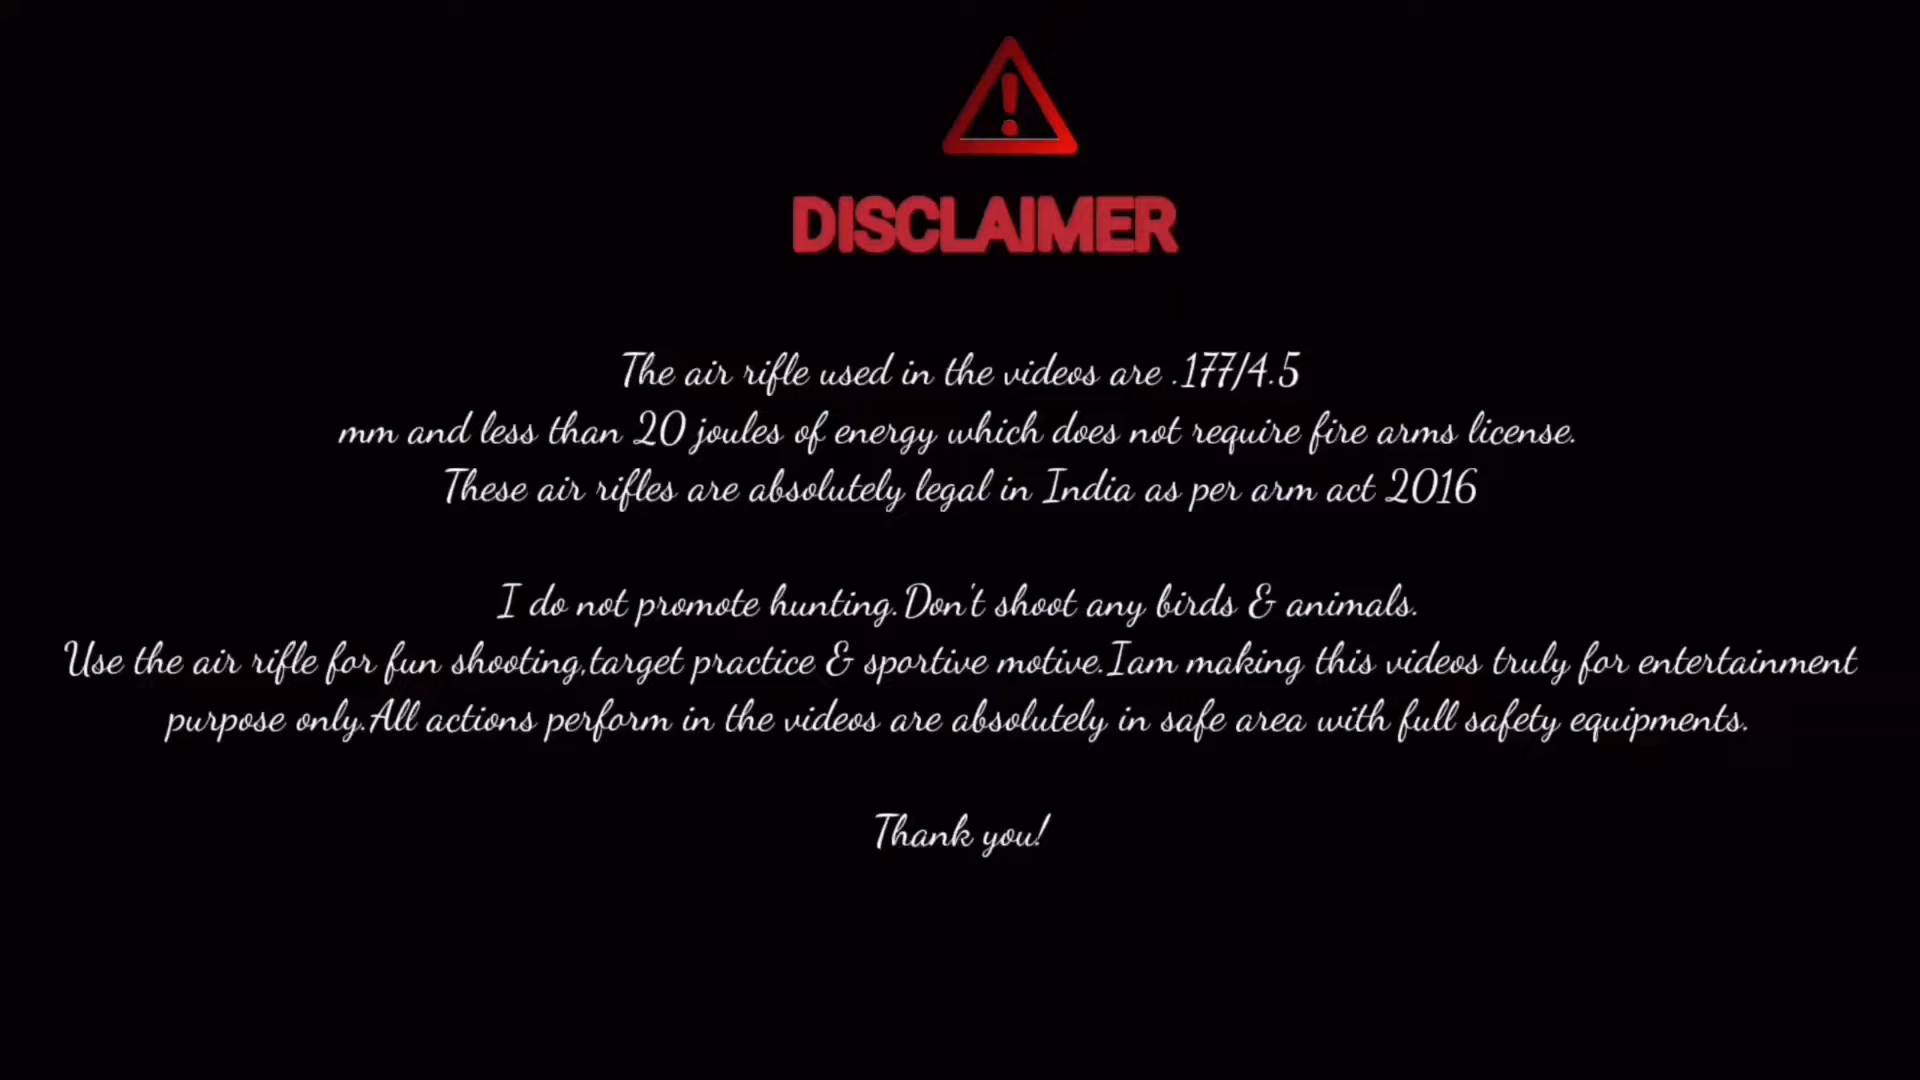 DISCLAIMER
The air rifle used in the videos are .177/4.5
mm and less than 20 joules of energy which does not require fire arms license.
These air rifles are absolutely legal in India as per arm act 2016
I do not promote hunting.Don't shoot any birds & animals.
Use the air rifle for fun shooting,target practice & sportive motive.Iam making this videos truly for entertainment
purpose only.All actions perform in the videos are absolutely in safe area with full safety equipments.
Thank you!